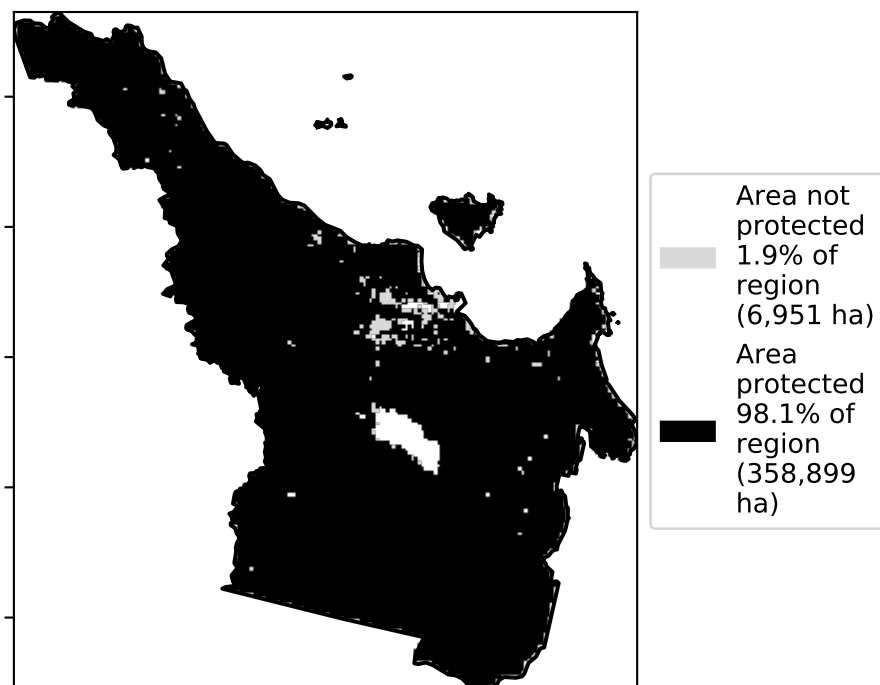 Area not
protected
1.9% of
region
(6,951 ha)
Area
protected
98.1% of
region
(358,899
ha)